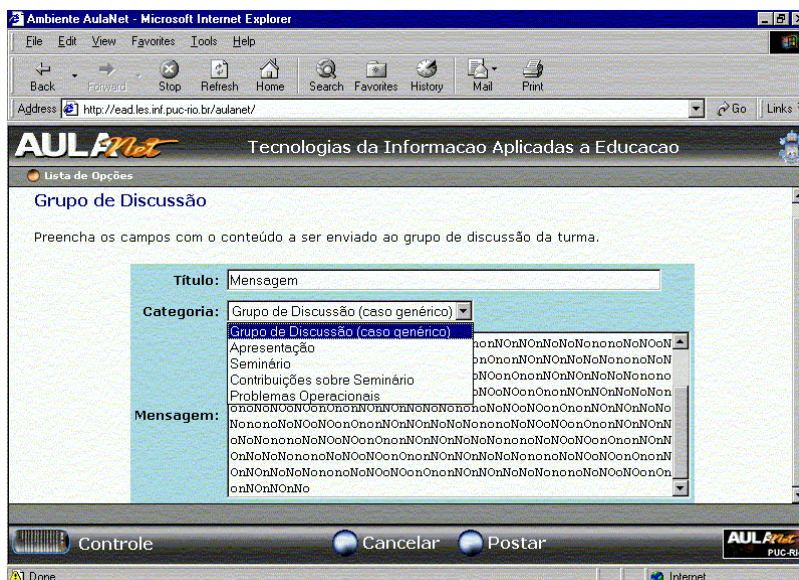 Ambiente AulaNet - Microsoft Internet Explorer
File Edit View Favorites Tools Help
Back Forward Stop Refresh Home Search Favorites History Mail Print
Address http://ead.les.inf.puc-rio.br/aulanet/ Go Links
AULANet Tecnologias da Informacao Aplicadas a Educacao
Lista de Opções
Grupo de Discussão
Preencha os campos com o conteúdo a ser enviado ao grupo de discussão da turma.
Título: Mensagem
Categoria: Grupo de Discussão (caso genérico)
Grupo de Discussão (caso genérico)
Apresentação
Seminário
Contribuições sobre Seminário
Problemas Operacionais
Mensagem:
onNOnNOnNo
Controle Cancelar Postar AULANet
PUC-RI
Done Internet